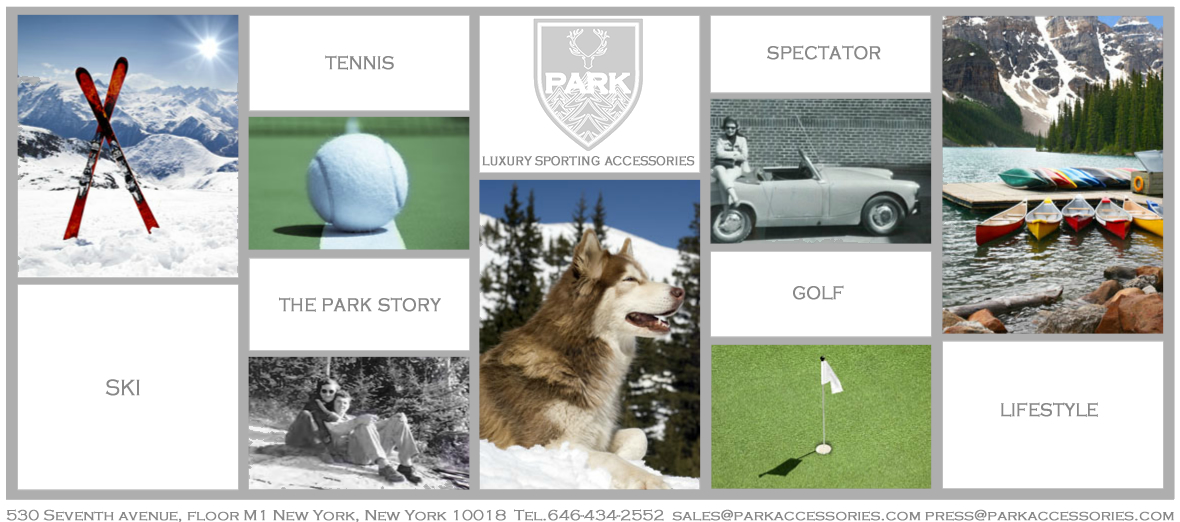 SKI
TENNIS
THE PARK STORY
PARK
LUXURY SPORTING ACCESSORIES
SPECTATOR
GOLF
LIFESTYLE
530 SEVENTH AVENUE, FLOOR M1 NEW YORK, NEW YORK 10018 TEL.646-434-2552 SALES@PARKACCESSORIES.COM PRESS@PARKACCESSORIES.COM